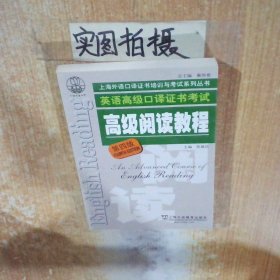 实图拍摄
上海外语口译证书培训与考试系列丛书
英语高级口译证书考试
高级阅读教程
第四版
An Advanced Course of
English Reading
English Reading
读
上海外语教育出版社